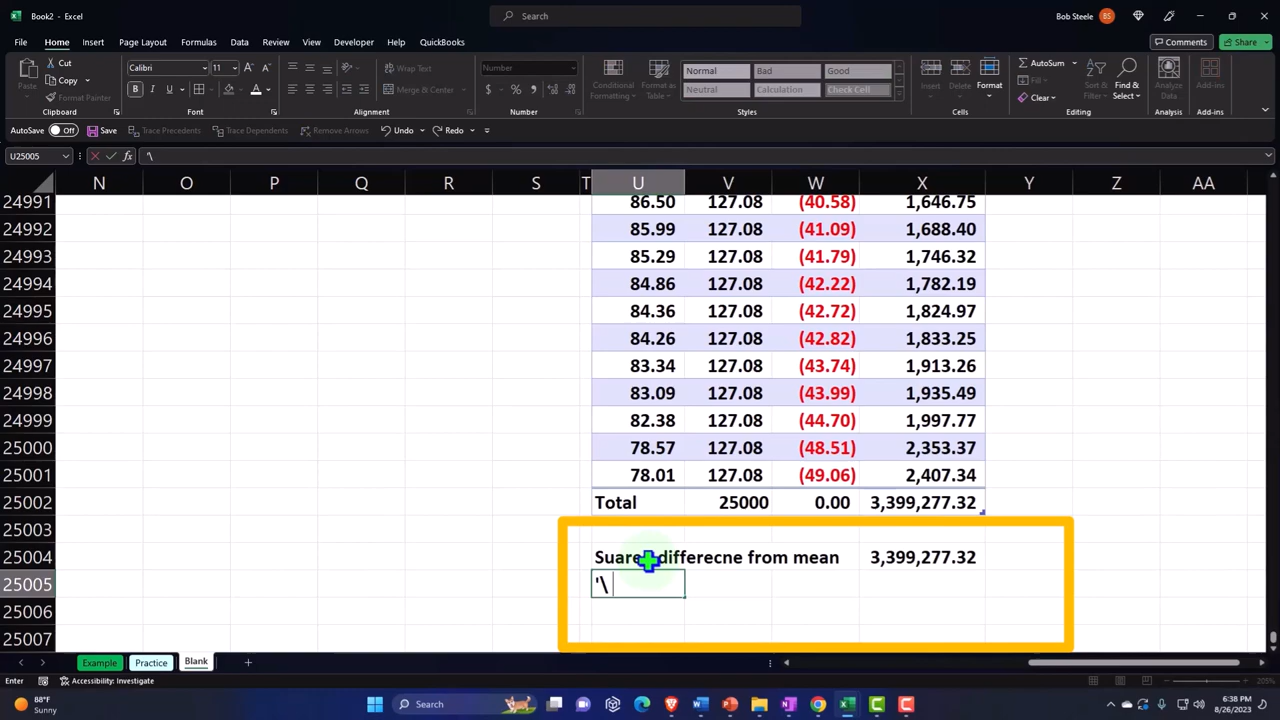 Book2 - Excel
Search
Bob Steele BS
File Home Insert Draw Page Layout Formulas Data Review View Developer Help QuickBooks
Comments Share
Paste
Cut
Copy
Format Painter
Clipboard
Calibri 11
B I U
Font
Wrap Text
Merge & Center
Alignment
Number
$ %
Number
Conditional Formatting
Format as Table
Normal Bad Good
Neutral Calculation Check Cell
Styles
Insert Delete Format
Cells
AutoSum
Fill
Clear
Sort & Filter
Find & Select
Editing
Analyze Data
Analysis
Add-ins
Add-ins
AutoSave Off Save Trace Precedents Trace Dependents Remove Arrows Undo Redo
U25005 fx '\
N O P Q R S T U V W X Y Z AA
24991 86.50 127.08 (40.58) 1,646.75
24992 85.99 127.08 (41.09) 1,688.40
24993 85.29 127.08 (41.79) 1,746.32
24994 84.86 127.08 (42.22) 1,782.19
24995 84.36 127.08 (42.72) 1,824.97
24996 84.26 127.08 (42.82) 1,833.25
24997 83.34 127.08 (43.74) 1,913.26
24998 83.09 127.08 (43.99) 1,935.49
24999 82.38 127.08 (44.70) 1,997.77
25000 78.57 127.08 (48.51) 2,353.37
25001 78.01 127.08 (49.06) 2,407.34
25002 Total 25000 0.00 3,399,277.32
25003
25004 differecne from mean 3,399,277.32
25005 '\
25006
25007
Example Practice Blank
Enter Accessibility: Investigate 205%
88°F
Sunny
Search
6:38 PM
8/26/2023